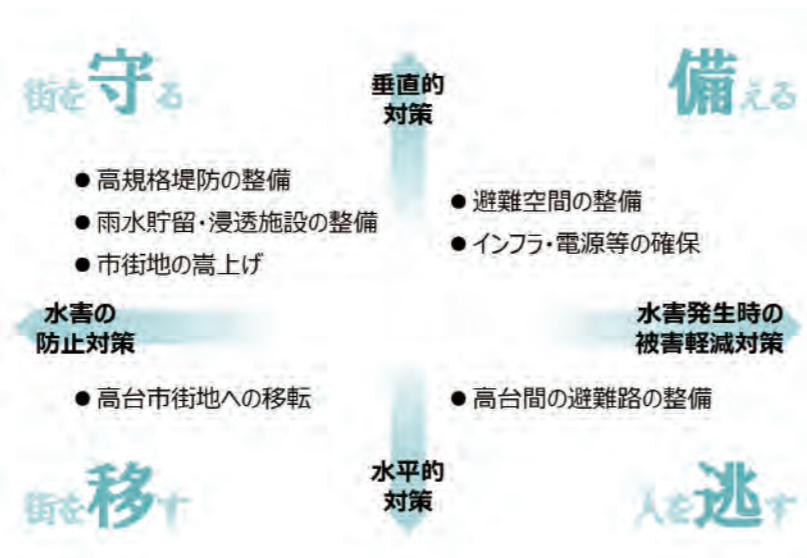 街を守る
備える
垂直的
対策
● 高規格堤防の整備
● 雨水貯留・浸透施設の整備
● 市街地の嵩上げ
● 避難空間の整備
● インフラ・電源等の確保
水害の
防止対策
水害発生時の
被害軽減対策
● 高台市街地への移転
● 高台間の避難路の整備
水平的
対策
街を移す
人を逃す